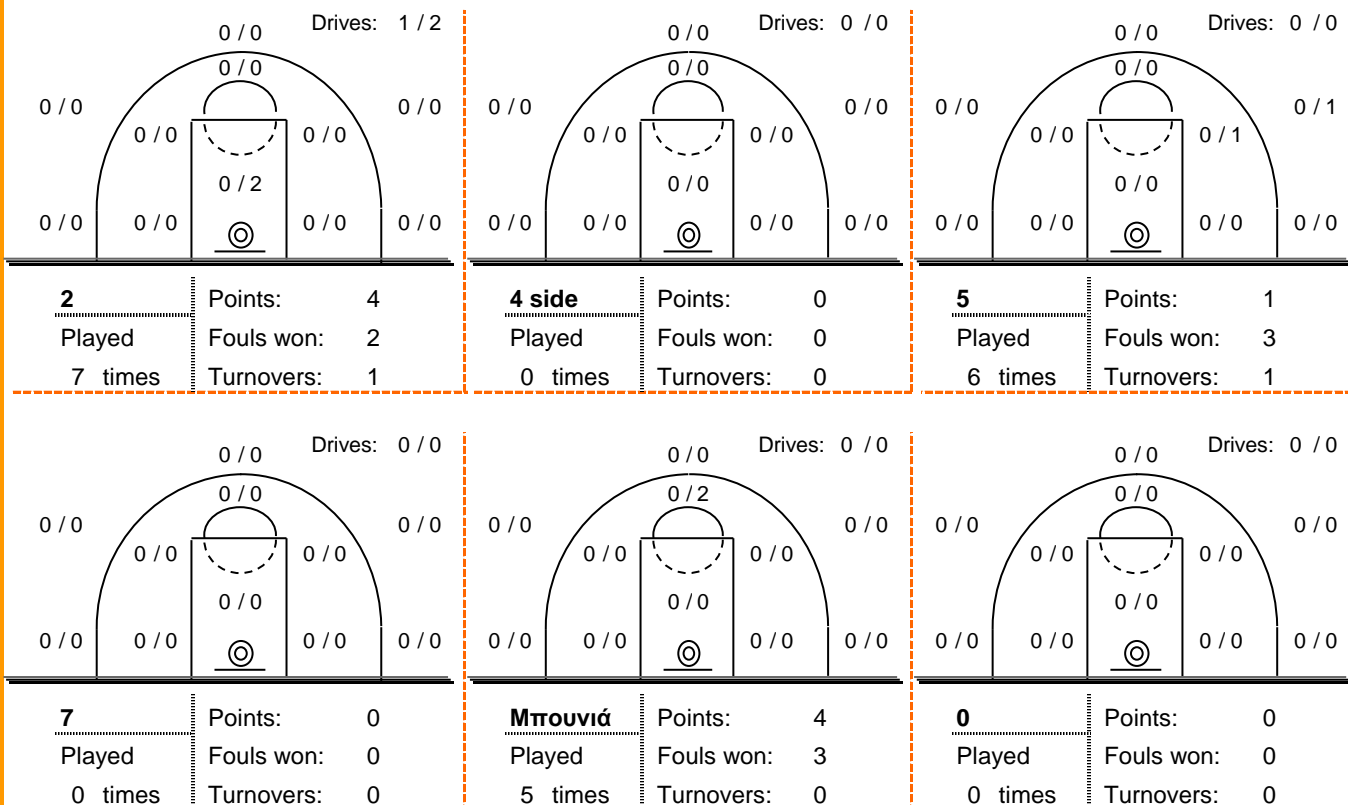 0 / 0 Drives: 1 / 2
0 / 0
0 / 0 0 / 0
0 / 0 0 / 0
0 / 2
0 / 0 0 / 0 0 / 0 0 / 0
2 Points: 4
Played Fouls won: 2
7 times Turnovers: 1
0 / 0 Drives: 0 / 0
0 / 0
0 / 0 0 / 0
0 / 0 0 / 0
0 / 0
0 / 0 0 / 0 0 / 0 0 / 0
4 side Points: 0
Played Fouls won: 0
0 times Turnovers: 0
0 / 0 Drives: 0 / 0
0 / 0
0 / 0 0 / 1
0 / 0 0 / 1
0 / 0
0 / 0 0 / 0 0 / 0 0 / 0
5 Points: 1
Played Fouls won: 3
6 times Turnovers: 1
0 / 0 Drives: 0 / 0
0 / 0
0 / 0 0 / 0
0 / 0 0 / 0
0 / 0
0 / 0 0 / 0 0 / 0 0 / 0
7 Points: 0
Played Fouls won: 0
0 times Turnovers: 0
0 / 0 Drives: 0 / 0
0 / 2
0 / 0 0 / 0
0 / 0 0 / 0
0 / 0
0 / 0 0 / 0 0 / 0 0 / 0
Μπουνιά Points: 4
Played Fouls won: 3
5 times Turnovers: 0
0 / 0 Drives: 0 / 0
0 / 0
0 / 0 0 / 0
0 / 0 0 / 0
0 / 0
0 / 0 0 / 0 0 / 0 0 / 0
0 Points: 0
Played Fouls won: 0
0 times Turnovers: 0